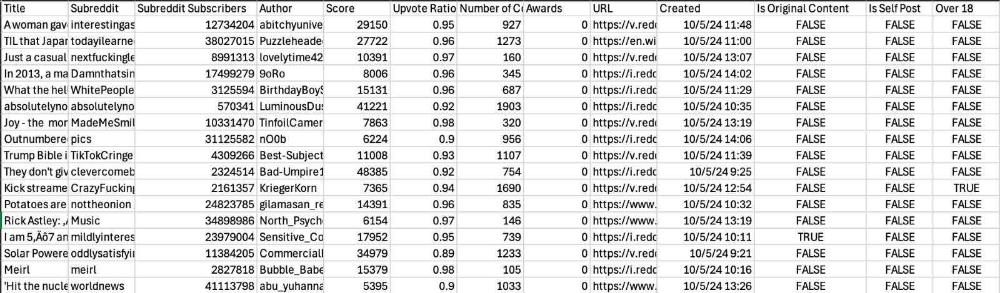 Title Subreddit Subreddit Subscribers Author Score Upvote Ratio Number of Co Awards URL Created Is Original Content Is Self Post Over 18
A woman gav interestingas 12734204 abitchyunive 29150 0.95 927 0 https://v.redd 10/5/24 11:48 FALSE FALSE FALSE
TIL that Japan todayilearne 38027015 Puzzleheade 27722 0.96 1273 0 https://en.wi 10/5/24 11:00 FALSE FALSE FALSE
Just a casual nextfuckingle 8991313 lovelytime42 10391 0.97 160 0 https://v.redd 10/5/24 13:07 FALSE FALSE FALSE
In 2013, a ma Damnthatsin 17499279 9oRo 8006 0.96 345 0 https://i.redd 10/5/24 14:02 FALSE FALSE FALSE
What the hel WhitePeople 3125594 BirthdayBoyS 15131 0.96 687 0 https://i.redd 10/5/24 11:29 FALSE FALSE FALSE
absolutelyno absolutelyno 570341 LuminousDus 41221 0.92 1903 0 https://i.redd 10/5/24 10:35 FALSE FALSE FALSE
Joy - the mor MadeMeSmil 10331470 TinfoilCamer 7863 0.98 320 0 https://v.redd 10/5/24 13:19 FALSE FALSE FALSE
Outnumbere pics 31125582 nO0b 6224 0.9 956 0 https://i.redd 10/5/24 14:06 FALSE FALSE FALSE
Trump Bible i TikTokCringe 4309266 Best-Subject 11008 0.93 1107 0 https://v.redd 10/5/24 11:39 FALSE FALSE FALSE
They don't giv clevercomeb 2324514 Bad-Umpire1 48385 0.92 754 0 https://i.redd 10/5/24 9:25 FALSE FALSE FALSE
Kick streame CrazyFucking 2161357 KriegerKorn 7365 0.94 1690 0 https://v.redd 10/5/24 12:54 FALSE FALSE TRUE
Potatoes are nottheonion 24823785 gilamasan_re 14391 0.96 835 0 https://www. 10/5/24 10:32 FALSE FALSE FALSE
Rick Astley: ‚Ä Music 34898986 North_Psych 6154 0.97 146 0 https://www. 10/5/24 13:19 FALSE FALSE FALSE
I am 5‚Äô7 an mildlyinteres 23979004 Sensitive_Co 17952 0.95 739 0 https://i.redd 10/5/24 10:11 TRUE FALSE FALSE
Solar Powere oddlysatisfyi 11384205 Commercial 34979 0.89 1233 0 https://v.redd 10/5/24 9:21 FALSE FALSE FALSE
Meirl meirl 2827818 Bubble_Babe 15379 0.98 105 0 https://i.redd 10/5/24 10:16 FALSE FALSE FALSE
'Hit the nucle worldnews 41113798 abu_yuhanna 5395 0.9 1033 0 https://www. 10/5/24 13:26 FALSE FALSE FALSE